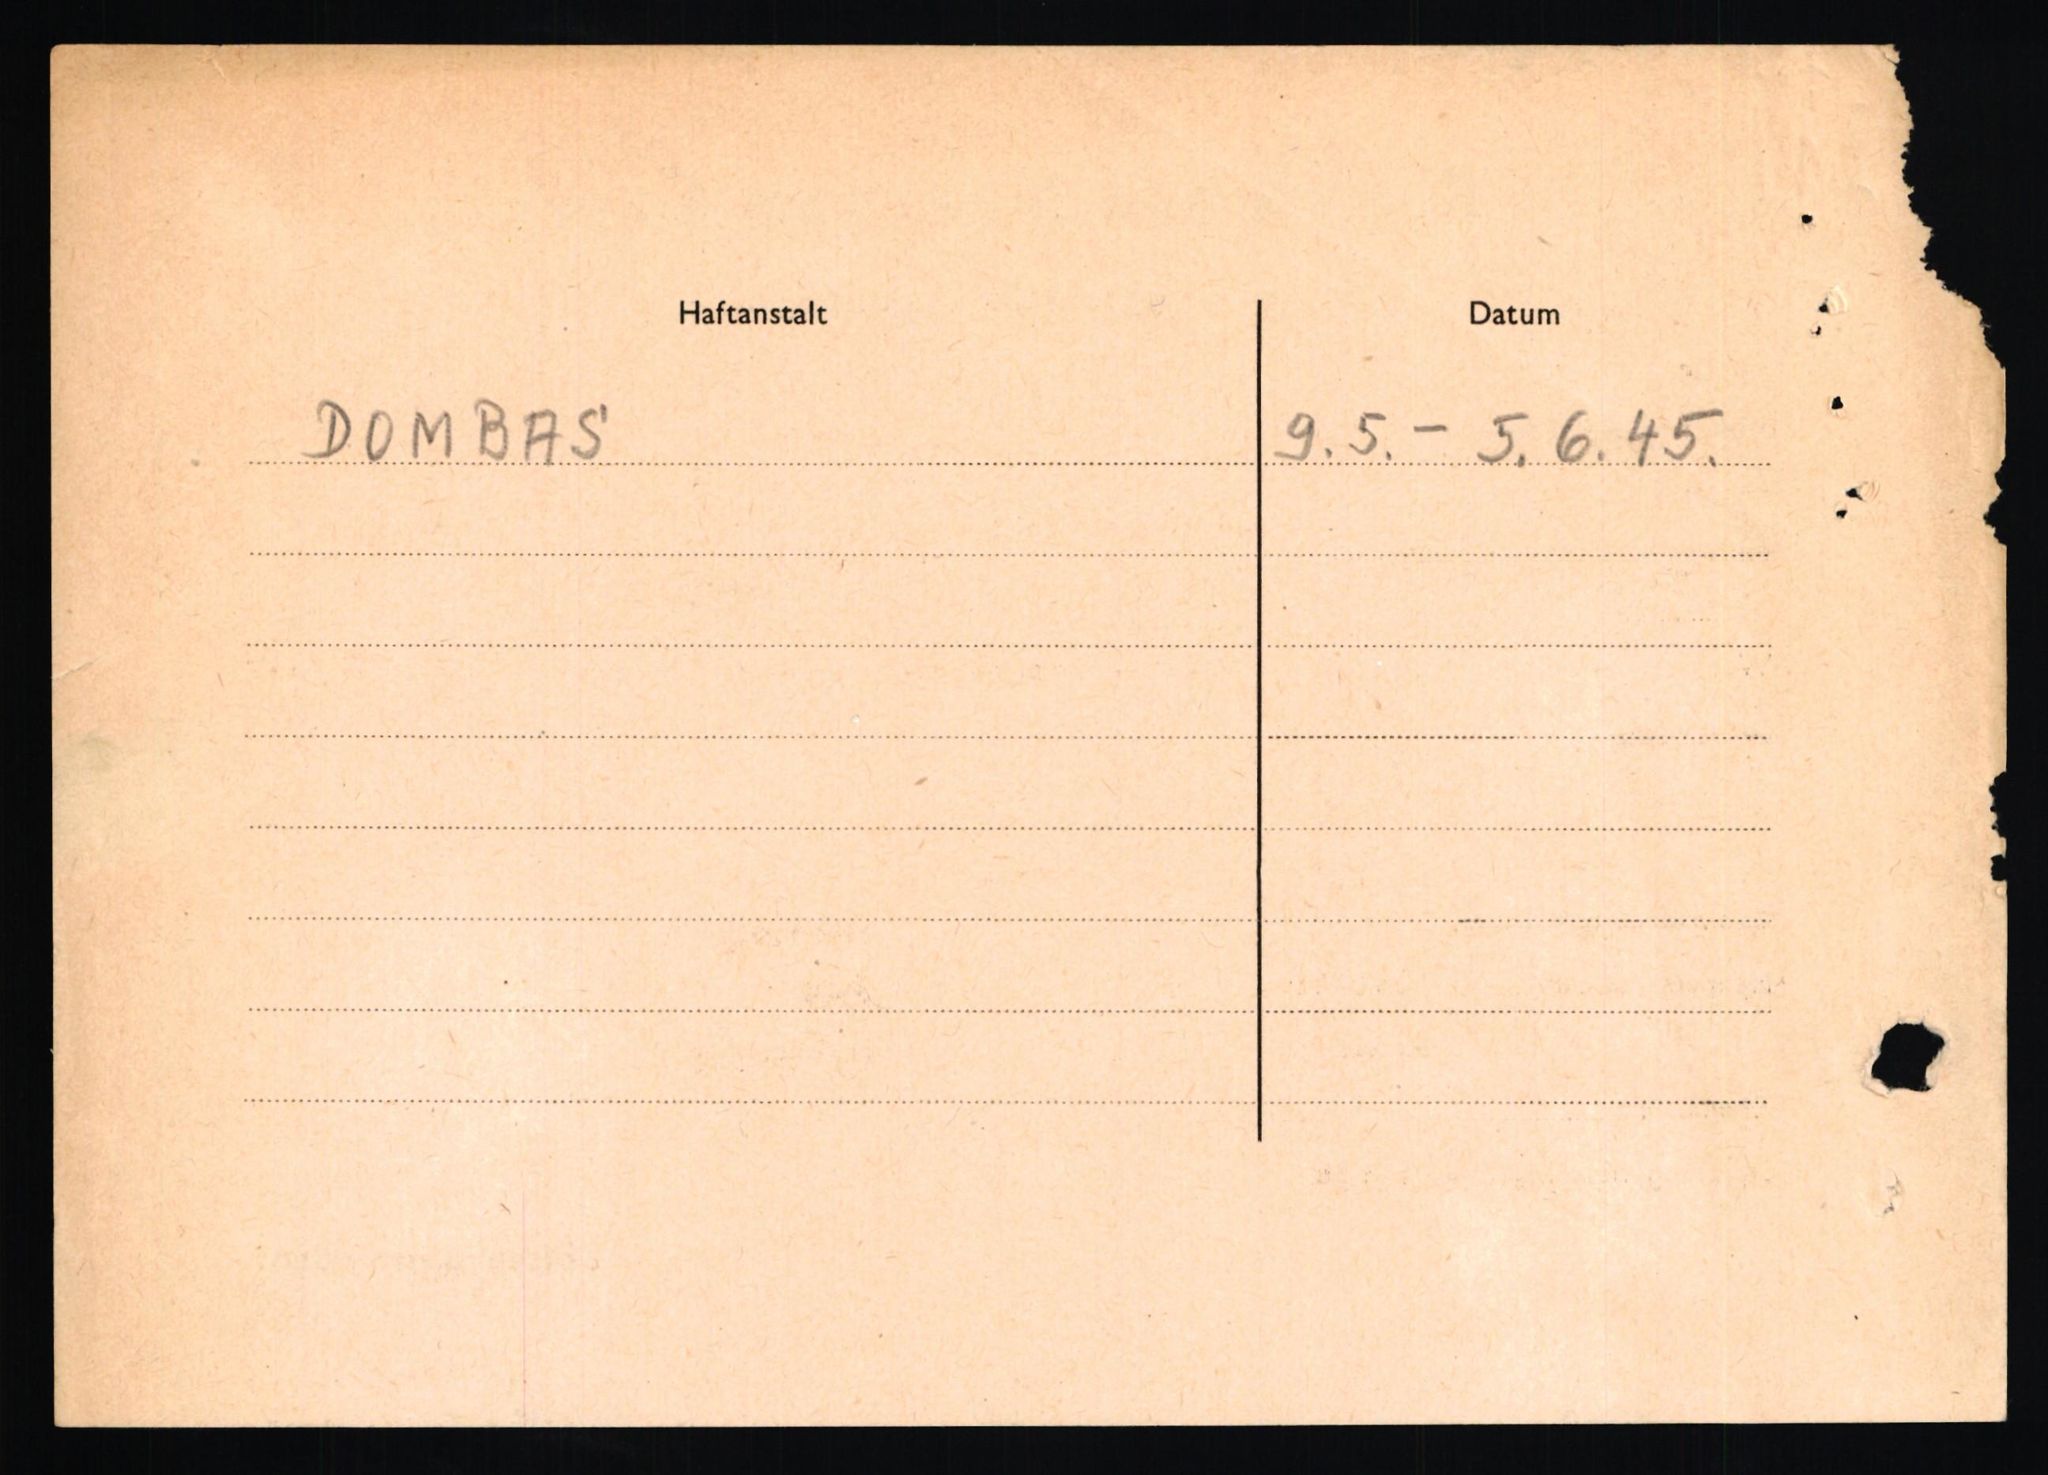 Haftanstalt Datum
DOMBAS 9.5. – 5.6.45.